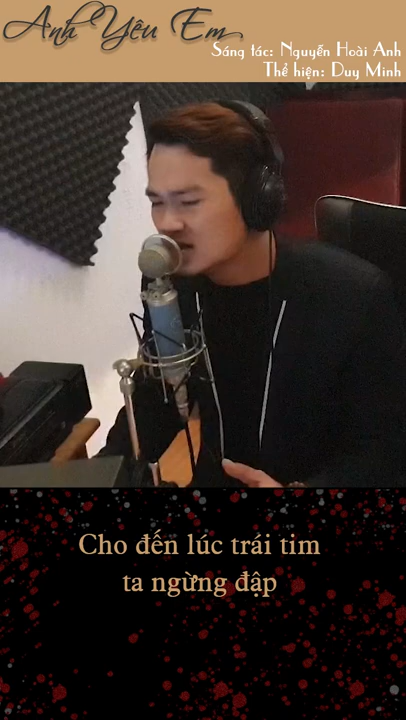 Anh Yêu Em
Sáng tác: Nguyễn Hoài Anh
Thể hiện: Duy Minh
Cho đến lúc trái tim
ta ngừng đập